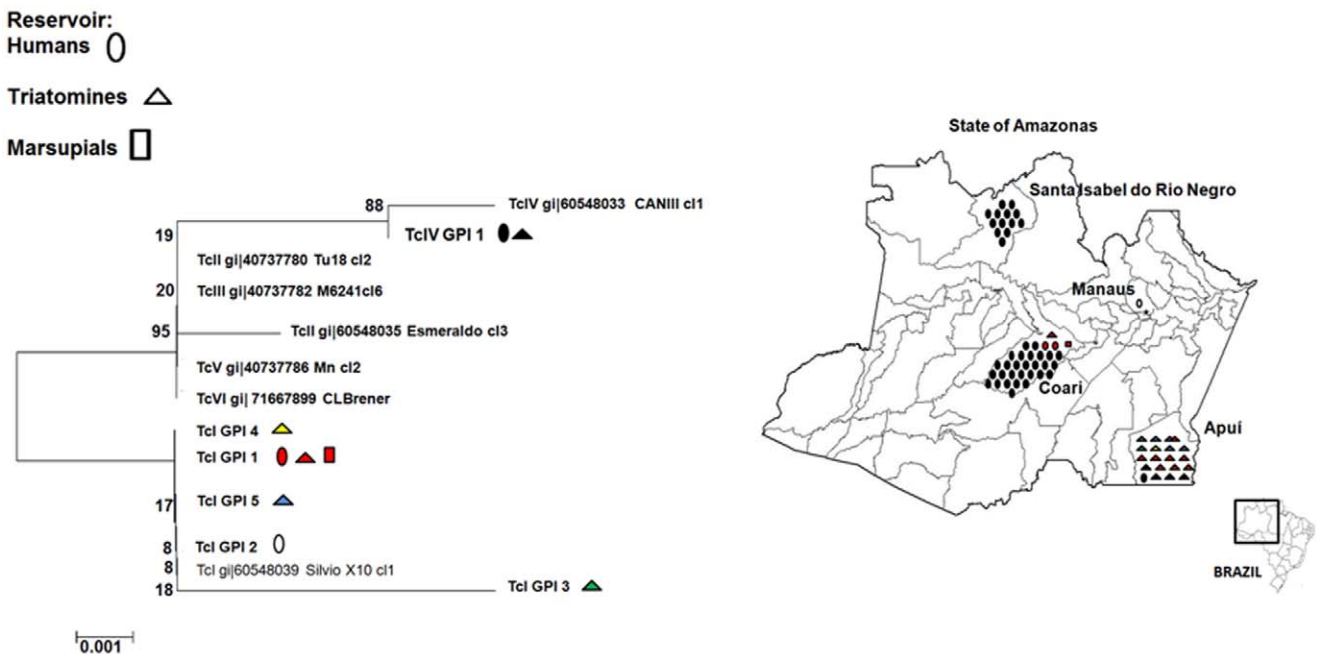 Reservoir:
Humans
Triatomines
Marsupials
88
TcIV gi|60548033 CANIII cl1
TcIV GPI 1
19
TcII gi|40737780 Tu18 cl2
20
TcIII gi|40737782 M6241cl6
95
TcII gi|60548035 Esmeraldo cl3
TcV gi|40737786 Mn cl2
TcVI gi| 71667899 CLBrener
TcI GPI 4
TcI GPI 1
17
TcI GPI 5
8
TcI GPI 2
8
TcI gi|60548039 Silvio X10 cl1
18
TcI GPI 3
0.001
State of Amazonas
Santa Isabel do Rio Negro
Manaus
Coari
Apuí
BRAZIL